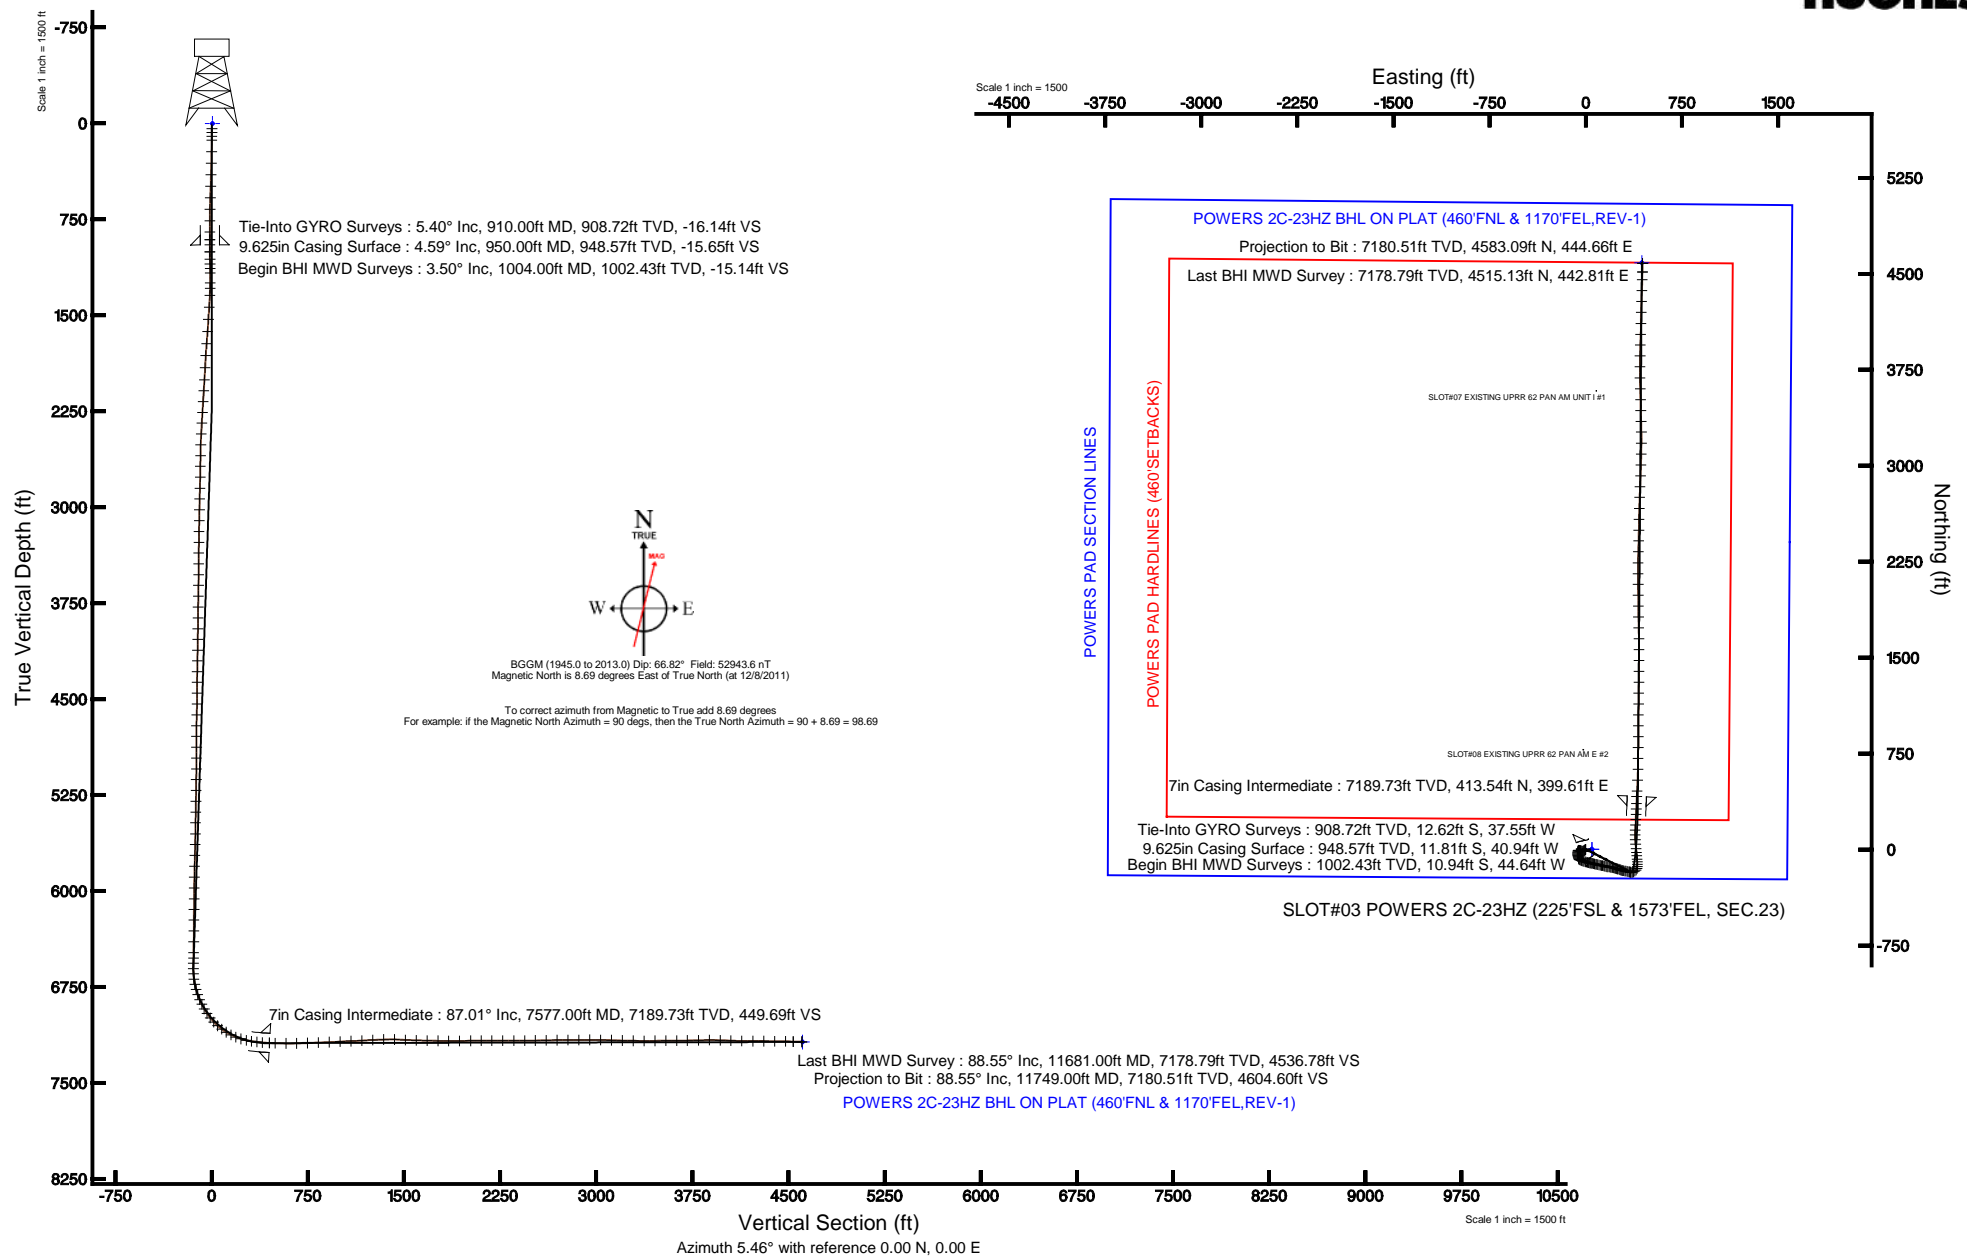 HUGHES
Scale 1 inch = 1500 ft
-750
0
750
1500
2250
3000
3750
4500
5250
6000
6750
7500
8250
True Vertical Depth (ft)
Tie-Into GYRO Surveys : 5.40° Inc, 910.00ft MD, 908.72ft TVD, -16.14ft VS
9.625in Casing Surface : 4.59° Inc, 950.00ft MD, 948.57ft TVD, -15.65ft VS
Begin BHI MWD Surveys : 3.50° Inc, 1004.00ft MD, 1002.43ft TVD, -15.14ft VS
N
TRUE
MAG
W
E
BGGM (1945.0 to 2013.0) Dip: 66.82° Field: 52943.6 nT
Magnetic North is 8.69 degrees East of True North (at 12/8/2011)
To correct azimuth from Magnetic to True add 8.69 degrees
For example: if the Magnetic North Azimuth = 90 degs, then the True North Azimuth = 90 + 8.69 = 98.69
7in Casing Intermediate : 87.01° Inc, 7577.00ft MD, 7189.73ft TVD, 449.69ft VS
Last BHI MWD Survey : 88.55° Inc, 11681.00ft MD, 7178.79ft TVD, 4536.78ft VS
Projection to Bit : 88.55° Inc, 11749.00ft MD, 7180.51ft TVD, 4604.60ft VS
POWERS 2C-23HZ BHL ON PLAT (460'FNL & 1170'FEL,REV-1)
-750 0 750 1500 2250 3000 3750 4500 5250 6000 6750 7500 8250 9000 9750 10500
Vertical Section (ft)
Scale 1 inch = 1500 ft
Azimuth 5.46° with reference 0.00 N, 0.00 E
Easting (ft)
Scale 1 inch = 1500
-4500 -3750 -3000 -2250 -1500 -750 0 750 1500
5250
4500
3750
3000
2250
1500
750
0
-750
Northing (ft)
POWERS 2C-23HZ BHL ON PLAT (460'FNL & 1170'FEL,REV-1)
Projection to Bit : 7180.51ft TVD, 4583.09ft N, 444.66ft E
Last BHI MWD Survey : 7178.79ft TVD, 4515.13ft N, 442.81ft E
SLOT#07 EXISTING UPRR 62 PAN AM UNIT I #1
POWERS PAD SECTION LINES
POWERS PAD HARDLINES (460'SETBACKS)
SLOT#08 EXISTING UPRR 62 PAN AM E #2
7in Casing Intermediate : 7189.73ft TVD, 413.54ft N, 399.61ft E
Tie-Into GYRO Surveys : 908.72ft TVD, 12.62ft S, 37.55ft W
9.625in Casing Surface : 948.57ft TVD, 11.81ft S, 40.94ft W
Begin BHI MWD Surveys : 1002.43ft TVD, 10.94ft S, 44.64ft W
SLOT#03 POWERS 2C-23HZ (225'FSL & 1573'FEL, SEC.23)